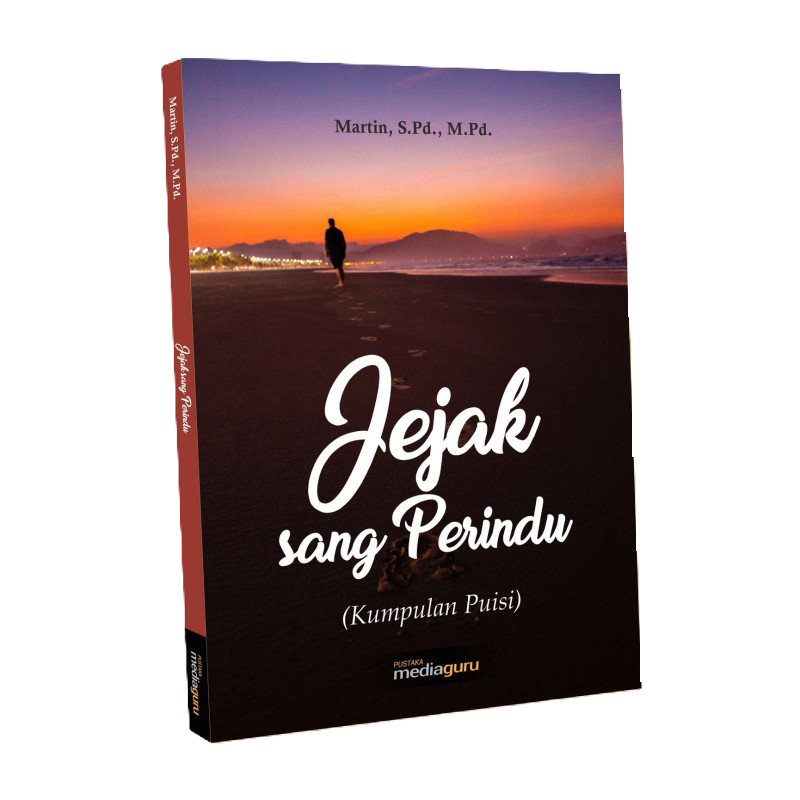 Martin, S.Pd., M.Pd.
Jejak
sang Perindu
(Kumpulan Puisi)
PUSTAKA
mediaguru
Martin, S.Pd., M.Pd.
Jejak sang Perindu
PUSTAKA
mediaguru